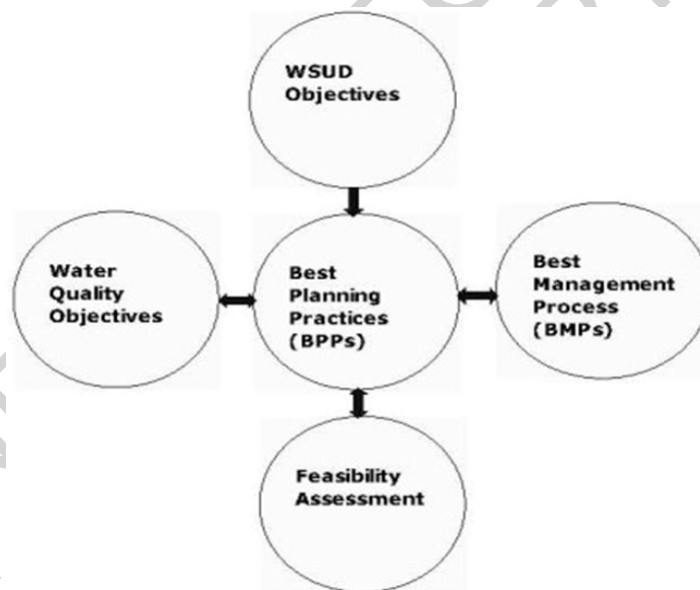 WSUD
Objectives
Water
Quality
Objectives
Best
Planning
Practices
(BPPs)
Best
Management
Process
(BMPs)
Feasibility
Assessment